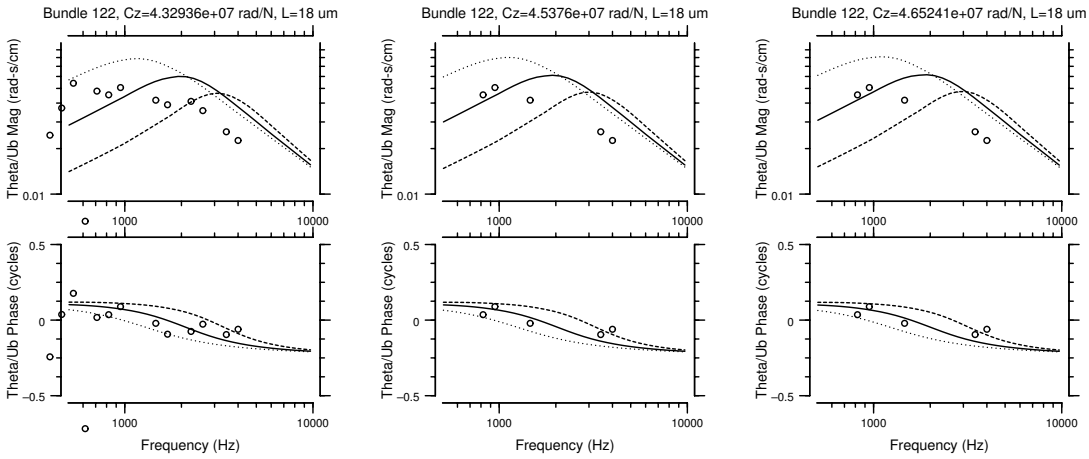 Bundle 122, Cz=4.32936e+07 rad/N, L=18 um
Theta/Ub Mag (rad-s/cm)
0.01
1000
10000
Theta/Ub Phase (cycles)
0.5
0
−0.5
1000
10000
Frequency (Hz)
Bundle 122, Cz=4.5376e+07 rad/N, L=18 um
Theta/Ub Mag (rad-s/cm)
0.01
1000
10000
Theta/Ub Phase (cycles)
0.5
0
−0.5
1000
10000
Frequency (Hz)
Bundle 122, Cz=4.65241e+07 rad/N, L=18 um
Theta/Ub Mag (rad-s/cm)
0.01
1000
10000
Theta/Ub Phase (cycles)
0.5
0
−0.5
1000
10000
Frequency (Hz)